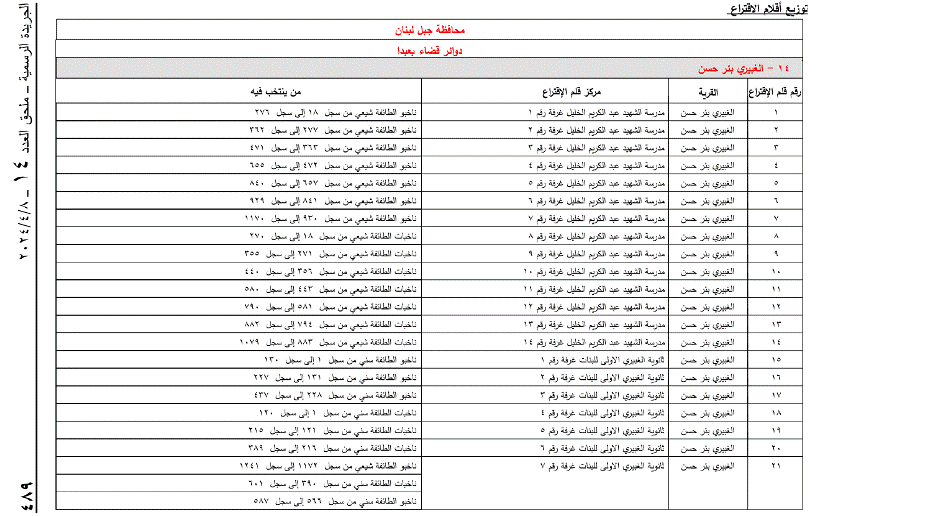 توزيع أقلام الإقتراع
محافظة جبل لبنان
دوائر قضاء بعبدا
١٤ - الغبيري بئر حسن
رقم قلم الإقتراع القرية مركز قلم الإقتراع من ينتخب فيه
١ الغبيري بئر حسن مدرسة الشهيد عبد الكريم الخليل غرفة رقم ١ ناخبو الطائفة شيعي من سجل ١٨ إلى سجل ٢٧٦
٢ الغبيري بئر حسن مدرسة الشهيد عبد الكريم الخليل غرفة رقم ٢ ناخبو الطائفة شيعي من سجل ٢٧٧ إلى سجل ٣٦٢
٣ الغبيري بئر حسن مدرسة الشهيد عبد الكريم الخليل غرفة رقم ٣ ناخبو الطائفة شيعي من سجل ٣٦٣ إلى سجل ٤٧١
٤ الغبيري بئر حسن مدرسة الشهيد عبد الكريم الخليل غرفة رقم ٤ ناخبو الطائفة شيعي من سجل ٤٧٢ إلى سجل ٦٥٥
٥ الغبيري بئر حسن مدرسة الشهيد عبد الكريم الخليل غرفة رقم ٥ ناخبو الطائفة شيعي من سجل ٦٥٧ إلى سجل ٨٤٠
٦ الغبيري بئر حسن مدرسة الشهيد عبد الكريم الخليل غرفة رقم ٦ ناخبو الطائفة شيعي من سجل ٨٤١ إلى سجل ٩٢٩
٧ الغبيري بئر حسن مدرسة الشهيد عبد الكريم الخليل غرفة رقم ٧ ناخبو الطائفة شيعي من سجل ٩٣٠ إلى سجل ١١٧٠
٨ الغبيري بئر حسن مدرسة الشهيد عبد الكريم الخليل غرفة رقم ٨ ناخبات الطائفة شيعي من سجل ١٨ إلى سجل ٢٧٠
٩ الغبيري بئر حسن مدرسة الشهيد عبد الكريم الخليل غرفة رقم ٩ ناخبات الطائفة شيعي من سجل ٢٧١ إلى سجل ٣٥٥
١٠ الغبيري بئر حسن مدرسة الشهيد عبد الكريم الخليل غرفة رقم ١٠ ناخبات الطائفة شيعي من سجل ٣٥٦ إلى سجل ٤٤٠
١١ الغبيري بئر حسن مدرسة الشهيد عبد الكريم الخليل غرفة رقم ١١ ناخبات الطائفة شيعي من سجل ٤٤٣ إلى سجل ٥٨٠
١٢ الغبيري بئر حسن مدرسة الشهيد عبد الكريم الخليل غرفة رقم ١٢ ناخبات الطائفة شيعي من سجل ٥٨١ إلى سجل ٧٩٠
١٣ الغبيري بئر حسن مدرسة الشهيد عبد الكريم الخليل غرفة رقم ١٣ ناخبات الطائفة شيعي من سجل ٧٩٤ إلى سجل ٨٨٢
١٤ الغبيري بئر حسن مدرسة الشهيد عبد الكريم الخليل غرفة رقم ١٤ ناخبات الطائفة شيعي من سجل ٨٨٣ إلى سجل ١٠٧٩
١٥ الغبيري بئر حسن ثانوية الغبيري الاولى للبنات غرفة رقم ١ ناخبو الطائفة سني من سجل ١ إلى سجل ١٣٠
١٦ الغبيري بئر حسن ثانوية الغبيري الاولى للبنات غرفة رقم ٢ ناخبو الطائفة سني من سجل ١٣١ إلى سجل ٢٢٧
١٧ الغبيري بئر حسن ثانوية الغبيري الاولى للبنات غرفة رقم ٣ ناخبو الطائفة سني من سجل ٢٢٨ إلى سجل ٤٣٧
١٨ الغبيري بئر حسن ثانوية الغبيري الاولى للبنات غرفة رقم ٤ ناخبات الطائفة سني من سجل ١ إلى سجل ١٢٠
١٩ الغبيري بئر حسن ثانوية الغبيري الاولى للبنات غرفة رقم ٥ ناخبات الطائفة سني من سجل ١٢١ إلى سجل ٢١٥
٢٠ الغبيري بئر حسن ثانوية الغبيري الاولى للبنات غرفة رقم ٦ ناخبات الطائفة سني من سجل ٢١٦ إلى سجل ٣٨٩
٢١ الغبيري بئر حسن ثانوية الغبيري الاولى للبنات غرفة رقم ٧ ناخبو الطائفة شيعي من سجل ١١٧٢ إلى سجل ١٢٤١
ناخبات الطائفة سني من سجل ٣٩٠ إلى سجل ٦٠١
ناخبو الطائفة سني من سجل ٥٦٦ إلى سجل ٥٨٧
الجريدة الرسمية – ملحق العدد ١٤ – ٢٠٢٤/٤/٨
٤٨٩